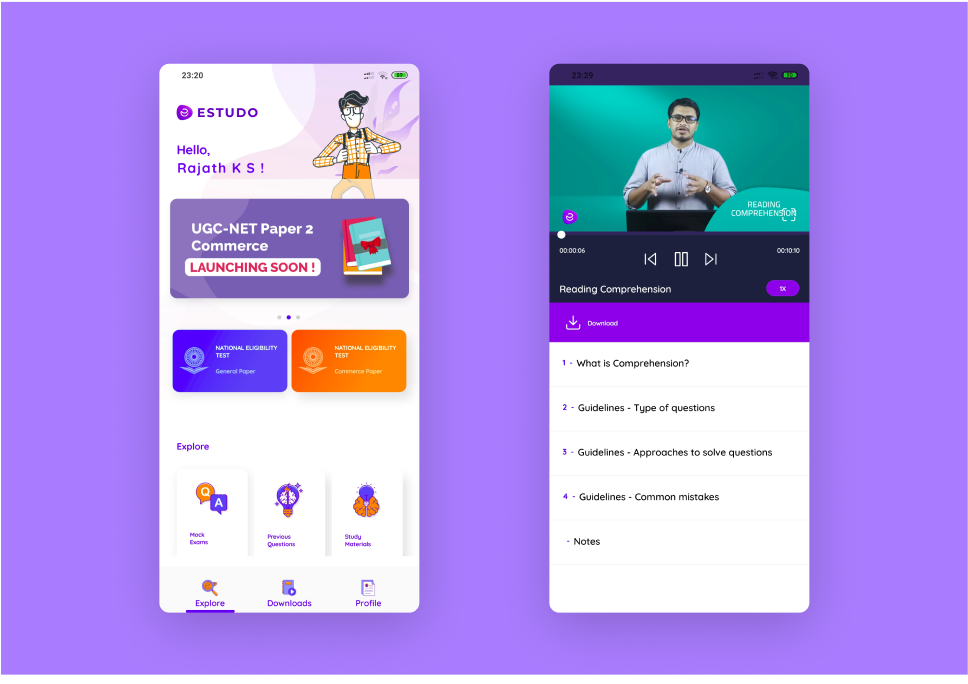 23:20
89
ESTUDO
Hello,
Rajath K S !
UGC-NET Paper 2
Commerce
LAUNCHING SOON !
NATIONAL ELIGIBILITY
TEST
General Paper
NATIONAL ELIGIBILITY
TEST
Commerce Paper
Explore
Q
A
Mock
Exams
Previous
Questions
Study
Materials
Explore
Downloads
Profile
23:29
90
READING
COMPREHENSION
00:00:06
00:10:10
Reading Comprehension
1X
Download
1 - What is Comprehension?
2 - Guidelines - Type of questions
3 - Guidelines - Approaches to solve questions
4 - Guidelines - Common mistakes
- Notes